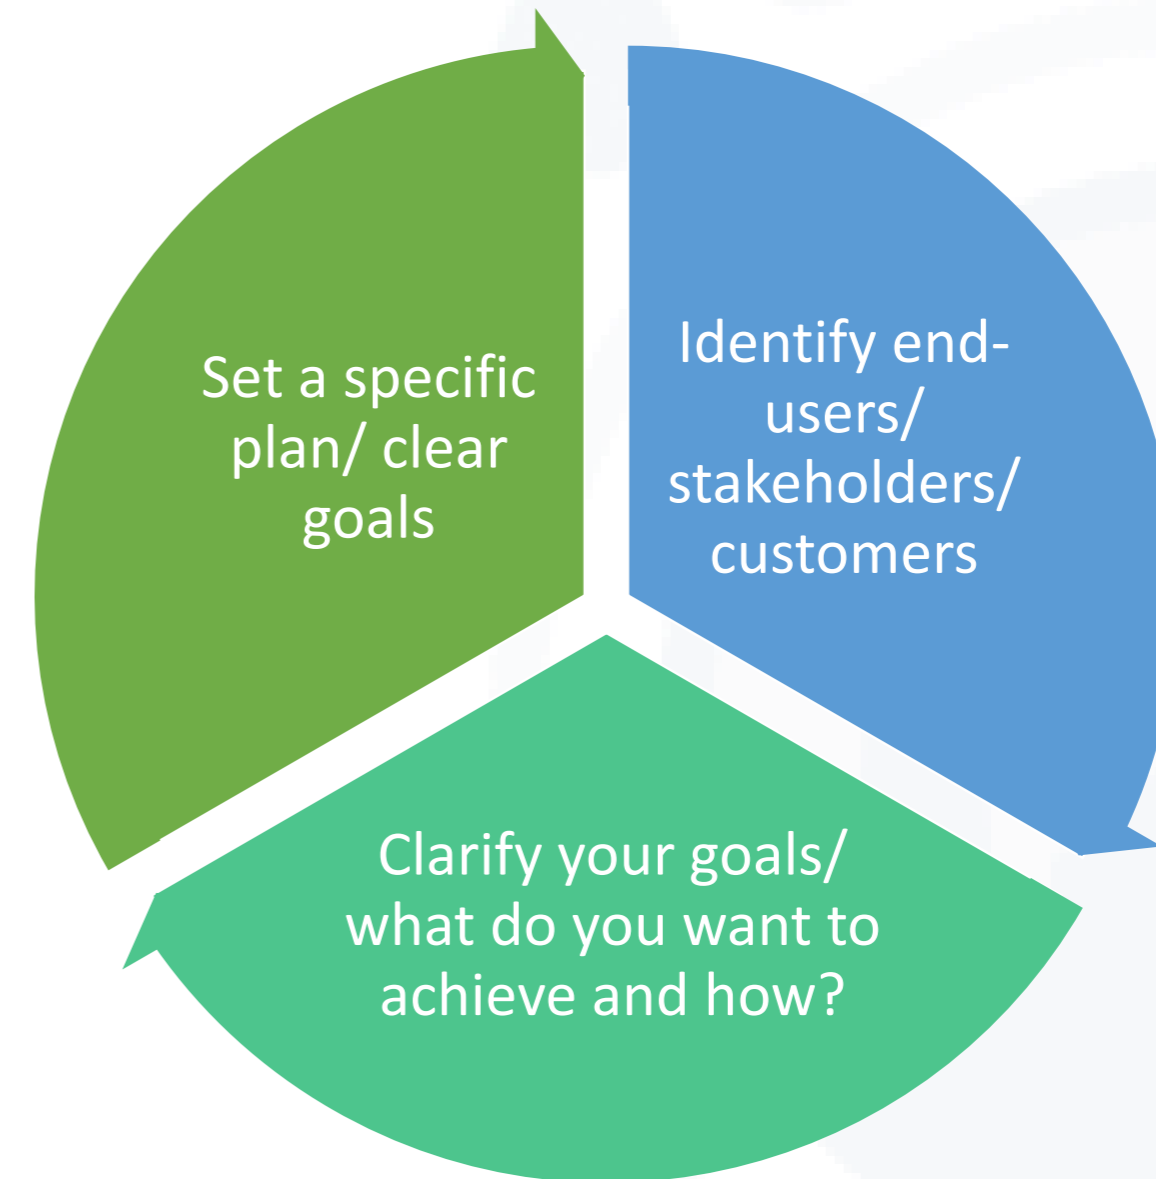 Set a specific
plan/ clear
goals
Identify end-
users/
stakeholders/
customers
Clarify your goals/
what do you want to
achieve and how?